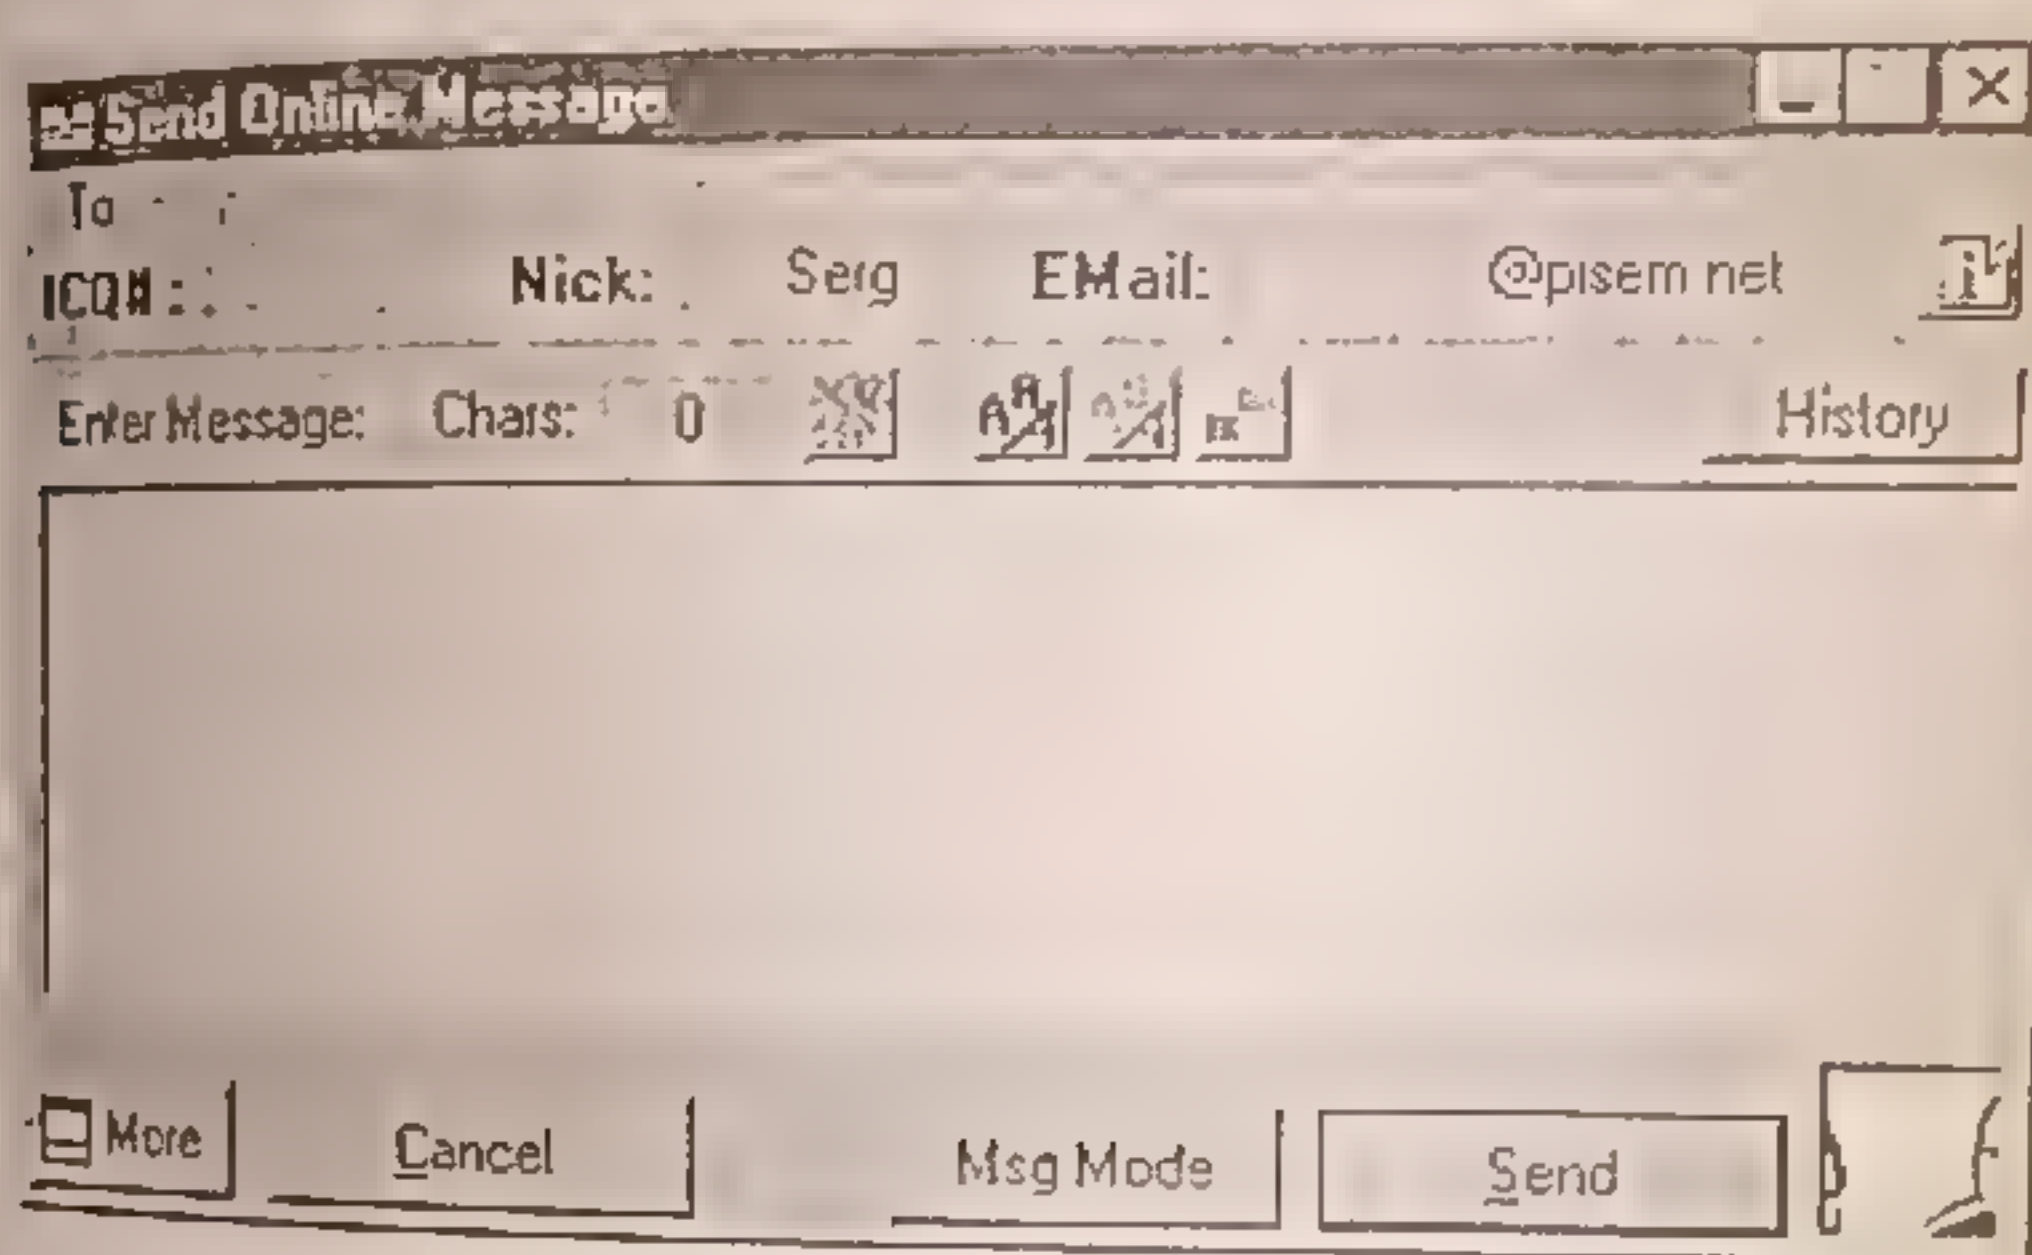 Send Online Message
To
ICQ# : Nick: Serg EMail: @pisem net
Enter Message: Chars: 0 History
More Cancel Msg Mode Send